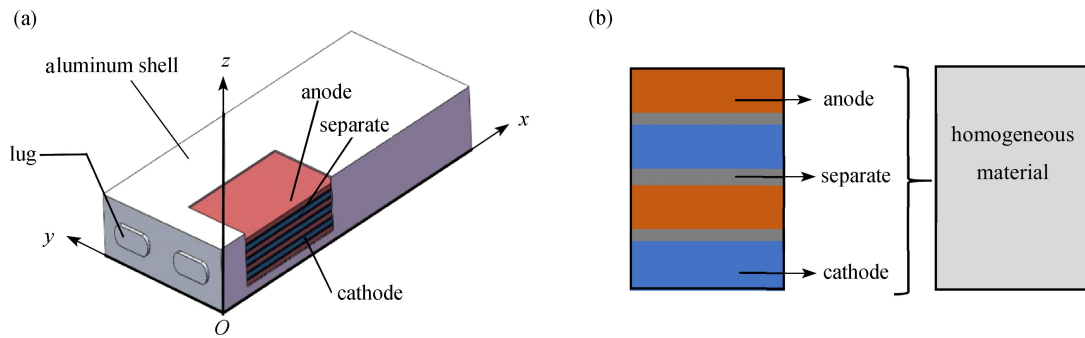 (a)
aluminum shell
z
anode
separate
x
lug
y
cathode
O
(b)
anode
separate
cathode
homogeneous
material